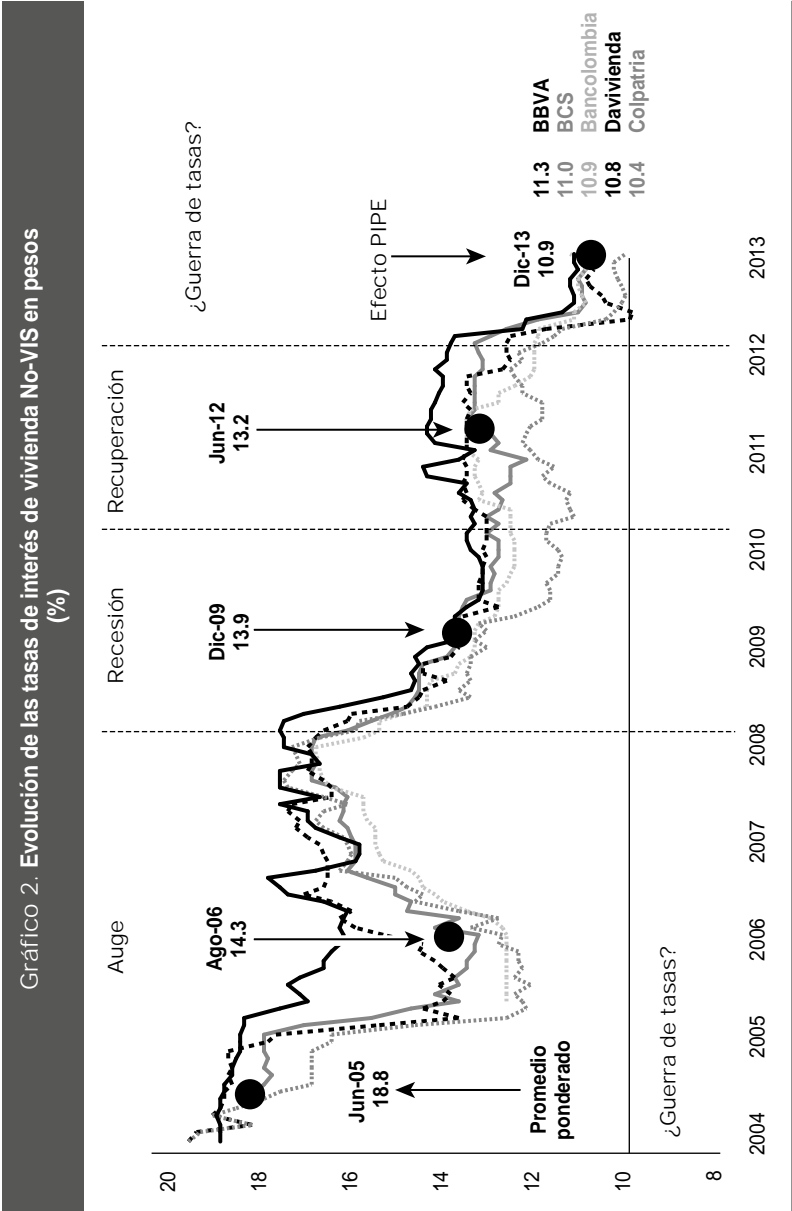 Gráfico 2. Evolución de las tasas de interés de vivienda No-VIS en pesos
(%)
Auge
Recesión
Recuperación
¿Guerra de tasas?
Jun-05
18.8
Promedio
ponderado
Ago-06
14.3
Dic-09
13.9
Jun-12
13.2
Efecto PIPE
Dic-13
10.9
11.3 BBVA
11.0 BCS
10.9 Bancolombia
10.8 Davivienda
10.4 Colpatria
¿Guerra de tasas?
20
18
16
14
12
10
8
2004 2005 2006 2007 2008 2009 2010 2011 2012 2013